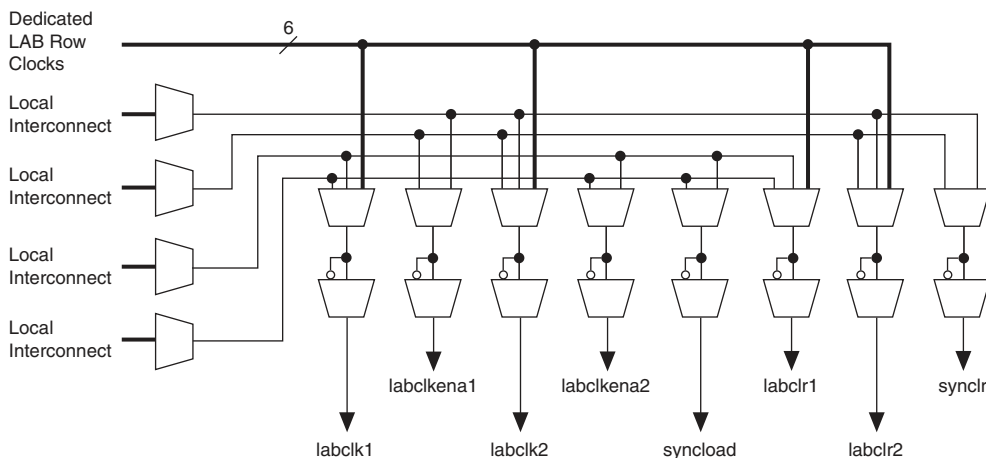 Dedicated
LAB Row
Clocks
6
Local
Interconnect
Local
Interconnect
Local
Interconnect
Local
Interconnect
labclkena1
labclkena2
labclr1
synclr
labclk1
labclk2
syncload
labclr2